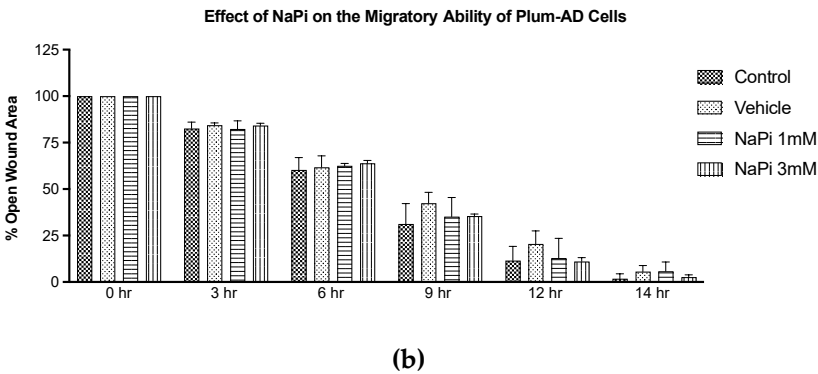 Effect of NaPi on the Migratory Ability of Plum-AD Cells
% Open Wound Area
125
100
75
50
25
0
0 hr
3 hr
6 hr
9 hr
12 hr
14 hr
Control
Vehicle
NaPi 1mM
NaPi 3mM
(b)